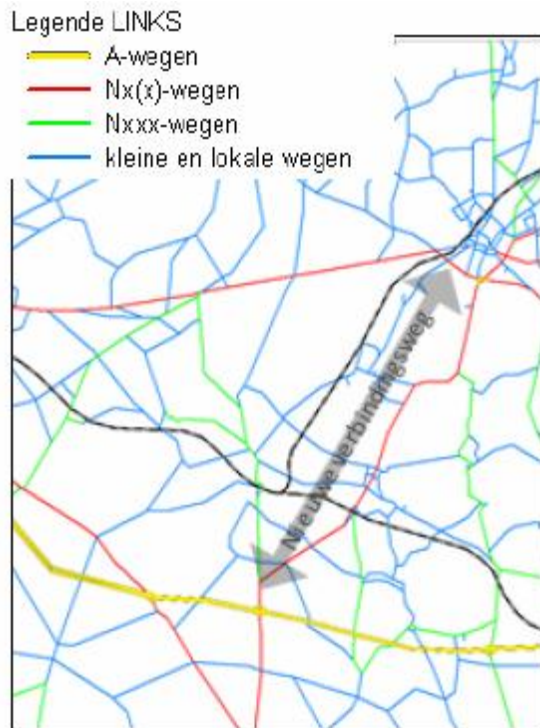 Legende LINKS
A-wegen
Nx(x)-wegen
Nxxx-wegen
kleine en lokale wegen
Nieuwe verbindingsweg